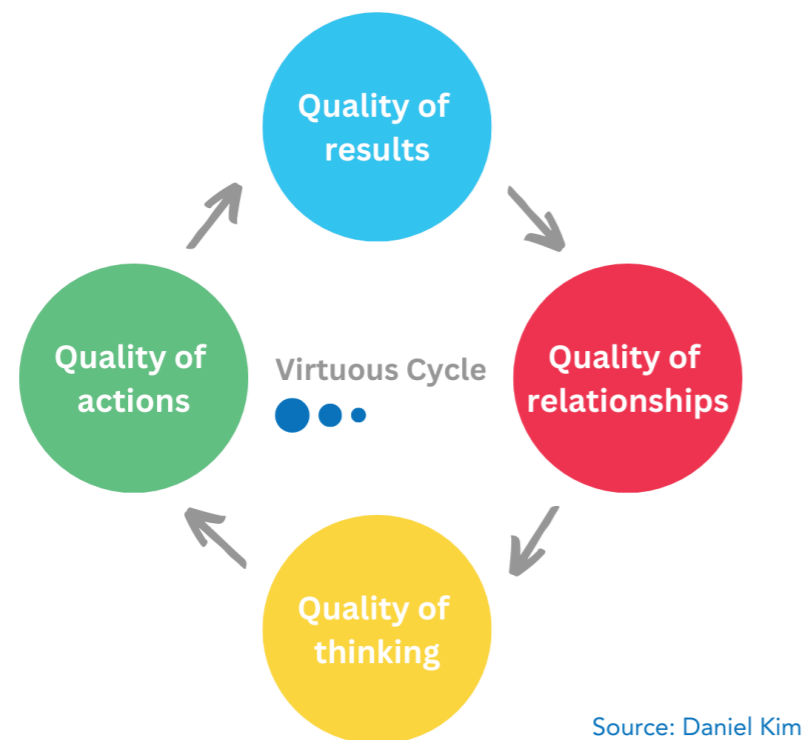 Quality of
results
Quality of
actions
Virtuous Cycle
Quality of
relationships
Quality of
thinking
Source: Daniel Kim